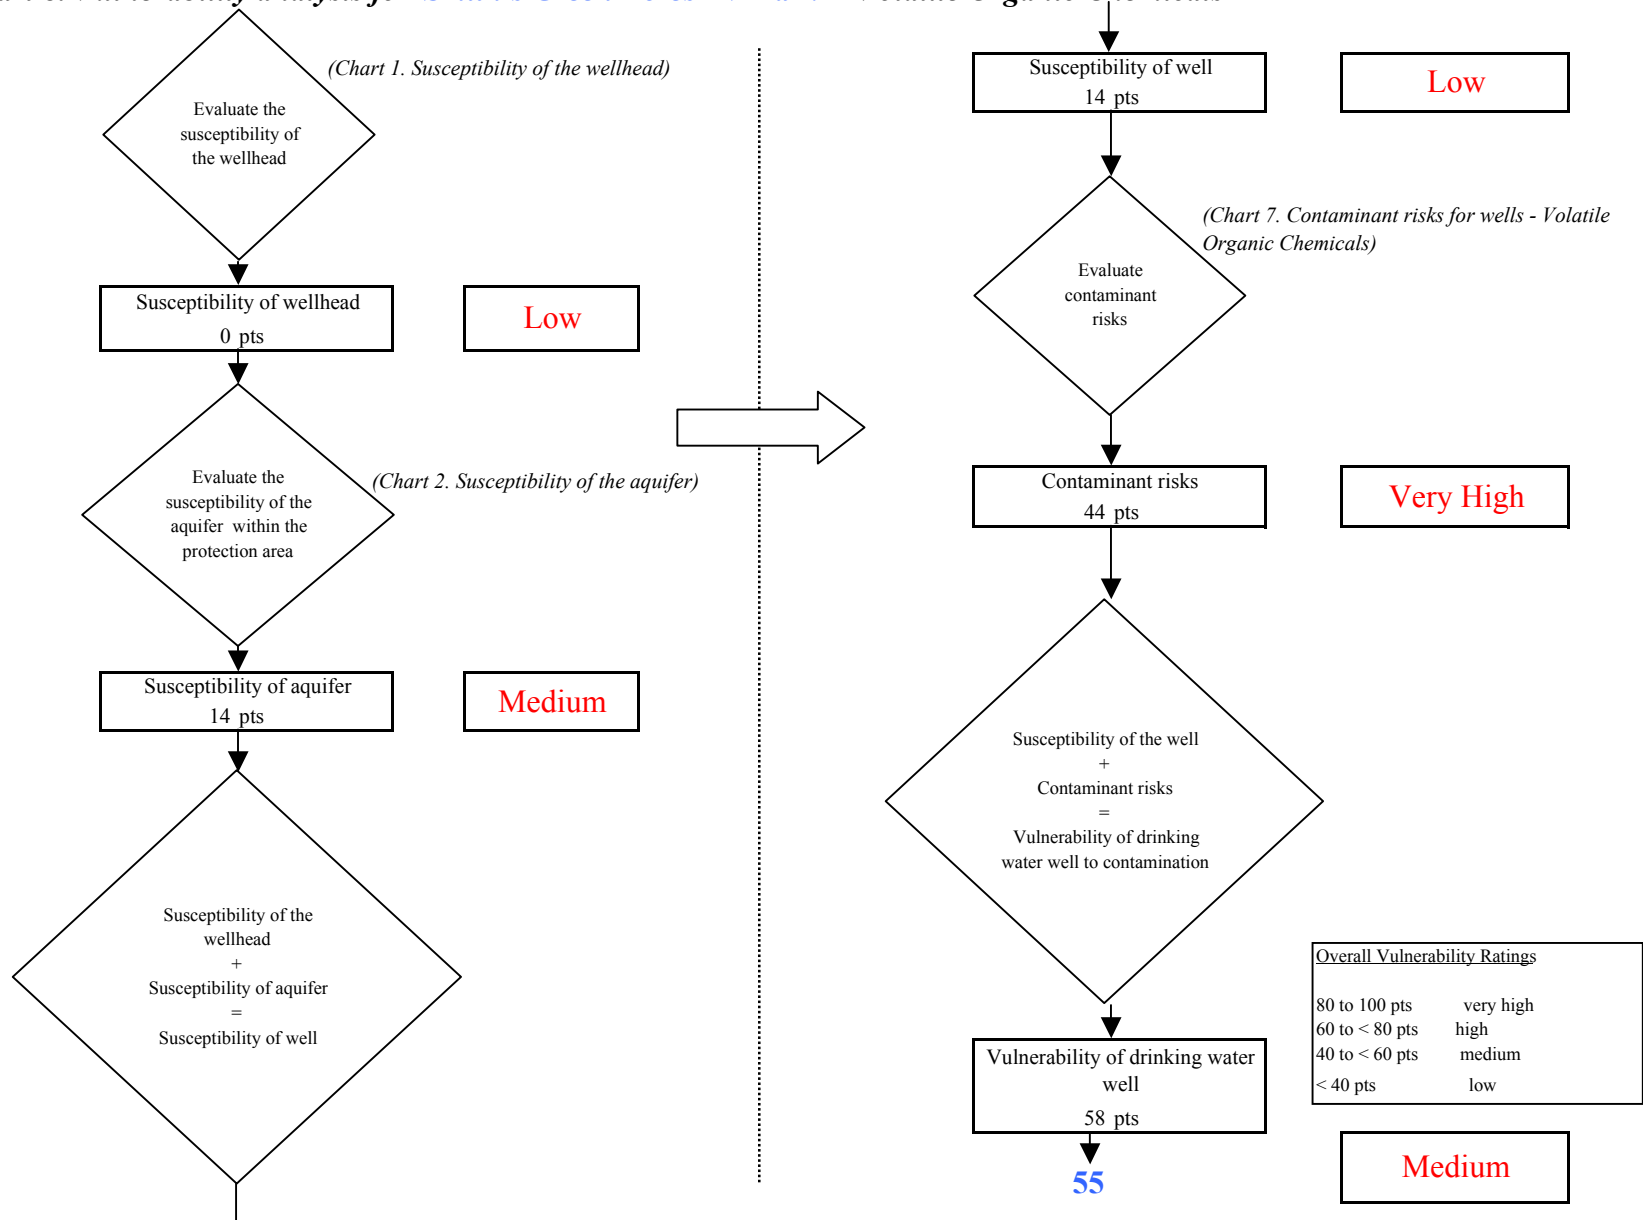 (Chart 1. Susceptibility of the wellhead)
Evaluate the
susceptibility of
the wellhead
Susceptibility of wellhead
0 pts
Low
Evaluate the
susceptibility of the
aquifer within the
protection area
(Chart 2. Susceptibility of the aquifer)
Susceptibility of aquifer
14 pts
Medium
Susceptibility of the
wellhead
+
Susceptibility of aquifer
=
Susceptibility of well
Susceptibility of well
14 pts
Low
(Chart 7. Contaminant risks for wells - Volatile
Organic Chemicals)
Evaluate
contaminant
risks
Contaminant risks
44 pts
Very High
Susceptibility of the well
+
Contaminant risks
=
Vulnerability of drinking
water well to contamination
Overall Vulnerability Ratings
80 to 100 pts very high
60 to < 80 pts high
40 to < 60 pts medium
< 40 pts low
Vulnerability of drinking water
well
58 pts
55
Medium